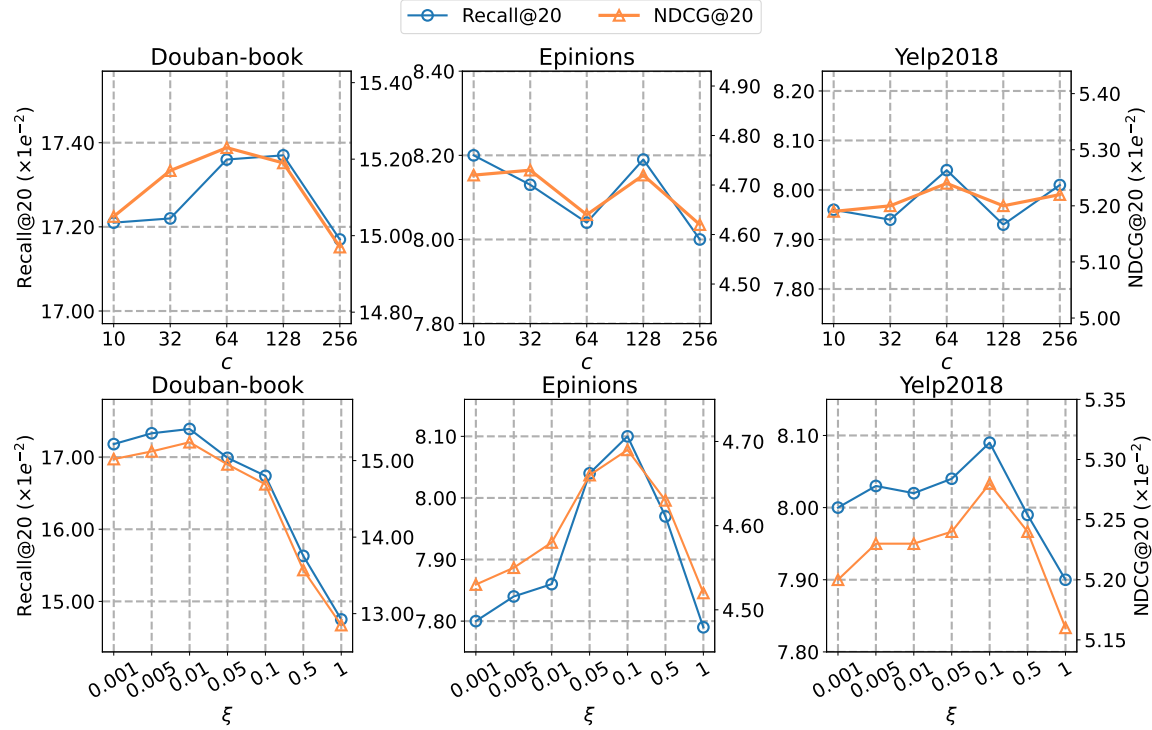 Recall@20 NDCG@20
Douban-book
Recall@20 (×1e⁻²)
17.40
17.20
17.00
15.40
15.20
15.00
14.80
10 32 64 128 256
c
Epinions
8.40
8.20
8.00
7.80
4.90
4.80
4.70
4.60
4.50
10 32 64 128 256
c
Yelp2018
8.20
8.10
8.00
7.90
7.80
5.40
5.30
5.20
5.10
5.00
NDCG@20 (×1e⁻²)
10 32 64 128 256
c
Douban-book
Recall@20 (×1e⁻²)
17.00
16.00
15.00
15.00
14.00
13.00
0.001 0.005 0.01 0.05 0.1 0.5 1
ξ
Epinions
8.10
8.00
7.90
7.80
4.70
4.60
4.50
0.001 0.005 0.01 0.05 0.1 0.5 1
ξ
Yelp2018
8.10
8.00
7.90
7.80
5.35
5.30
5.25
5.20
5.15
NDCG@20 (×1e⁻²)
0.001 0.005 0.01 0.05 0.1 0.5 1
ξ